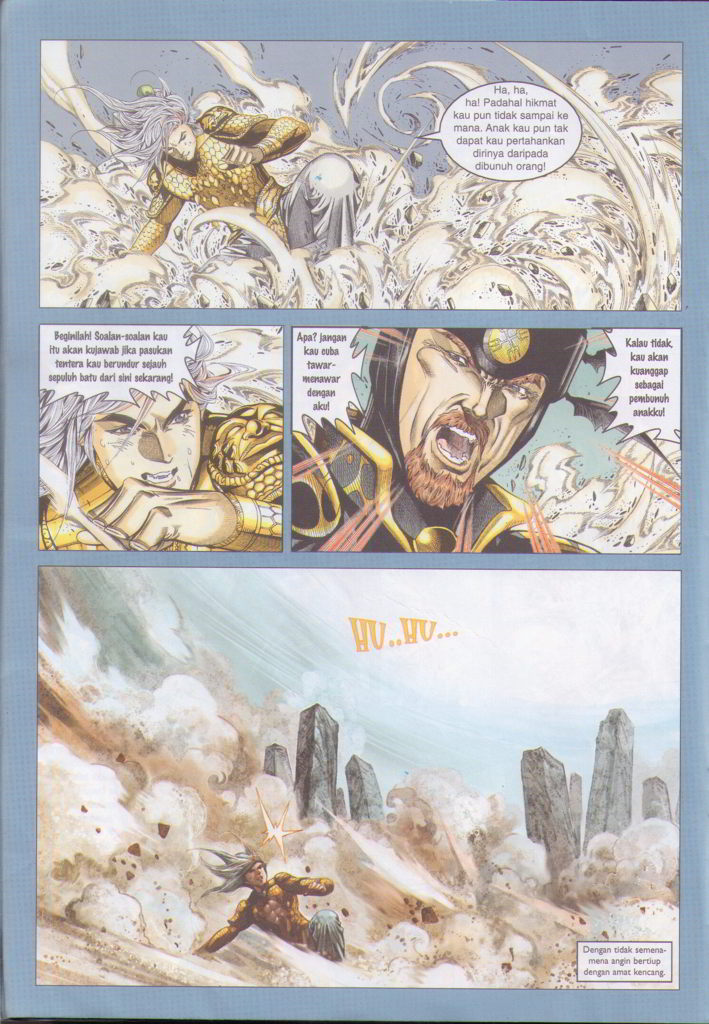 Ha, ha,
ha! Padahal hikmat
kau pun tidak sampai ke
mana. Anak kau pun tak
dapat kau pertahankan
dirinya daripada
dibunuh orang!
Beginilah! Soalan-soalan kau
itu akan kujawab jika pasukan
tentera kau berundur sejauh
sepuluh batu dari sini sekarang!
Apa? jangan
kau cuba
tawar-
menawar
dengan
aku!
Kalau tidak,
kau akan
kuanggap
sebagai
pembunuh
anakku!
HU..HU...
Dengan tidak semena-
mena angin bertiup
dengan amat kencang.